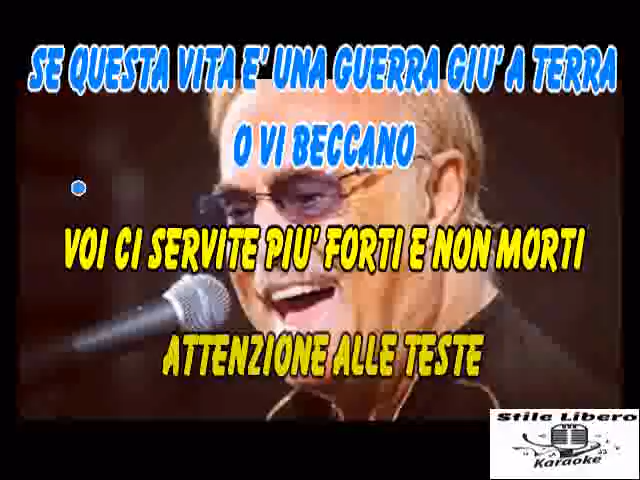 SE QUESTA VITA E' UNA GUERRA GIU' A TERRA
O VI BECCANO
VOI CI SERVITE PIU' FORTI E NON MORTI
ATTENZIONE ALLE TESTE
Stile Libero
Karaoke